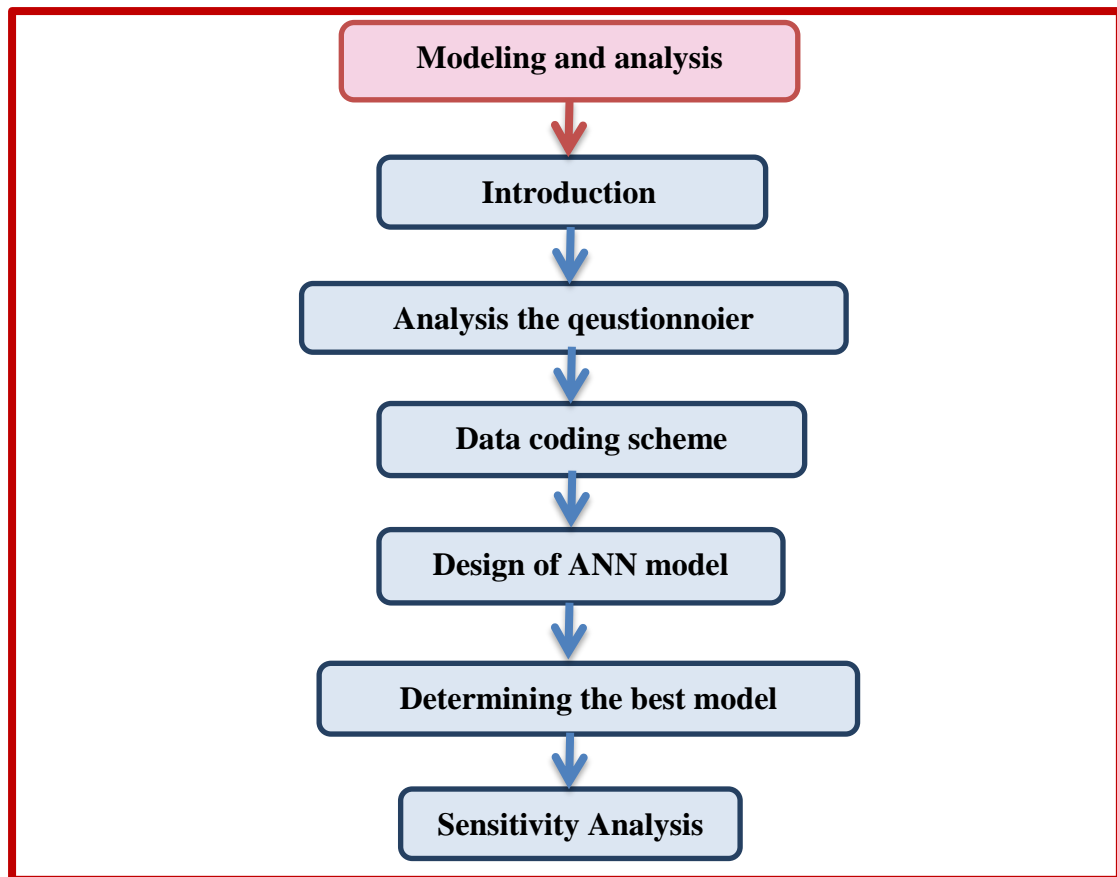 Modeling and analysis
Introduction
Analysis the qeustionnoier
Data coding scheme
Design of ANN model
Determining the best model
Sensitivity Analysis